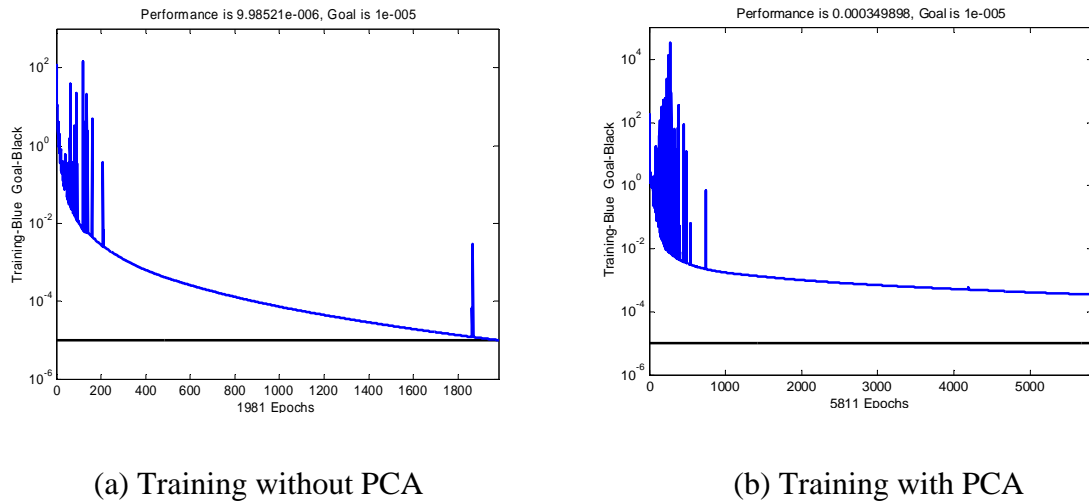 Performance is 9.98521e-006, Goal is 1e-005
10^2
10^0
10^-2
10^-4
10^-6
Training-Blue Goal-Black
0 200 400 600 800 1000 1200 1400 1600 1800
1981 Epochs
(a) Training without PCA
Performance is 0.000349898, Goal is 1e-005
10^4
10^2
10^0
10^-2
10^-4
10^-6
Training-Blue Goal-Black
0 1000 2000 3000 4000 5000
5811 Epochs
(b) Training with PCA